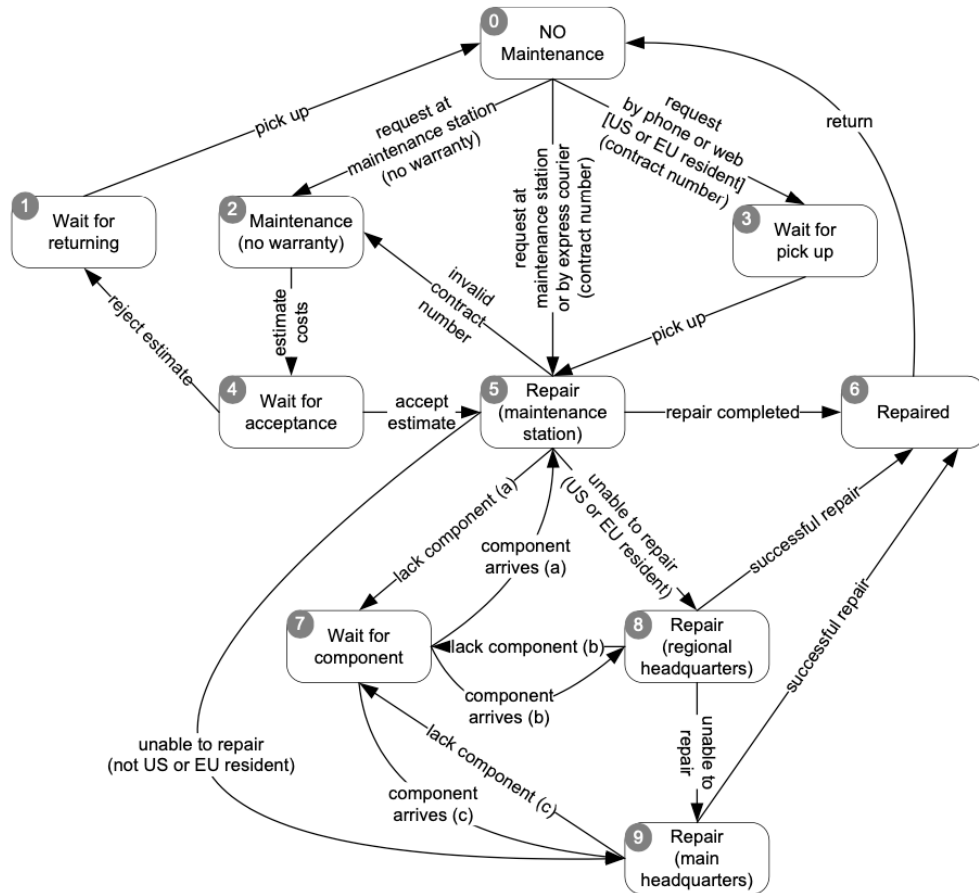 0
NO
Maintenance
pick up
request at
maintenance station
(no warranty)
request at
maintenance station
or by express courier
(contract number)
request
by phone or web
[US or EU resident]
(contract number)
return
1
Wait for
returning
2
Maintenance
(no warranty)
3
Wait for
pick up
reject estimate
estimate
costs
invalid
contract
number
pick up
4
Wait for
acceptance
accept
estimate
5
Repair
(maintenance
station)
repair completed
6
Repaired
lack component (a)
component
arrives (a)
unable to repair
(US or EU resident)
successful repair
successful repair
7
Wait for
component
lack component (b)
component
arrives (b)
8
Repair
(regional
headquarters)
unable to repair
(not US or EU resident)
lack component (c)
component
arrives (c)
unable to
repair
9
Repair
(main
headquarters)